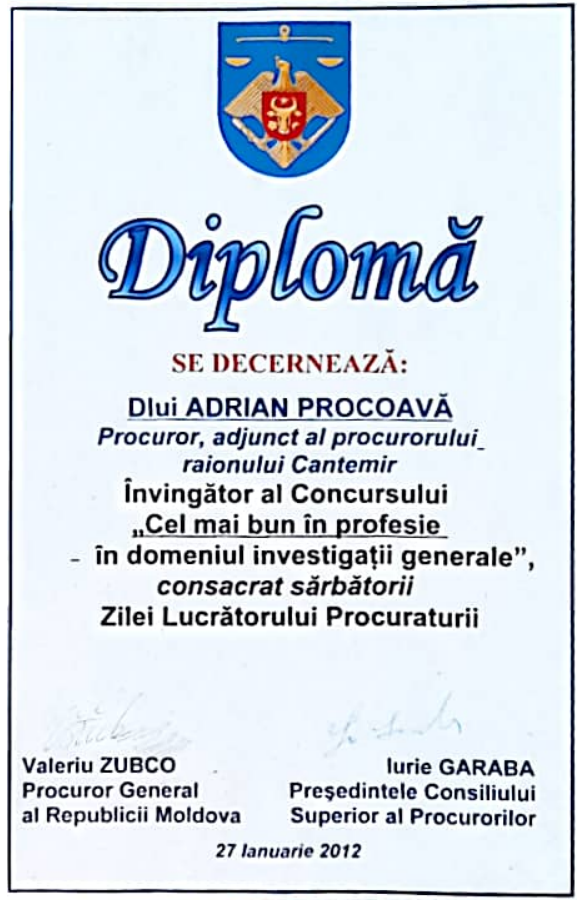 Diplomă
SE DECERNEAZĂ:
Dlui ADRIAN PROCOAVĂ
Procuror, adjunct al procurorului
raionului Cantemir
Învingător al Concursului
„Cel mai bun în profesie
- în domeniul investigații generale”,
consacrat sărbătorii
Zilei Lucrătorului Procuraturii
Valeriu ZUBCO
Procuror General
al Republicii Moldova
Iurie GARABA
Președintele Consiliului
Superior al Procurorilor
27 Ianuarie 2012